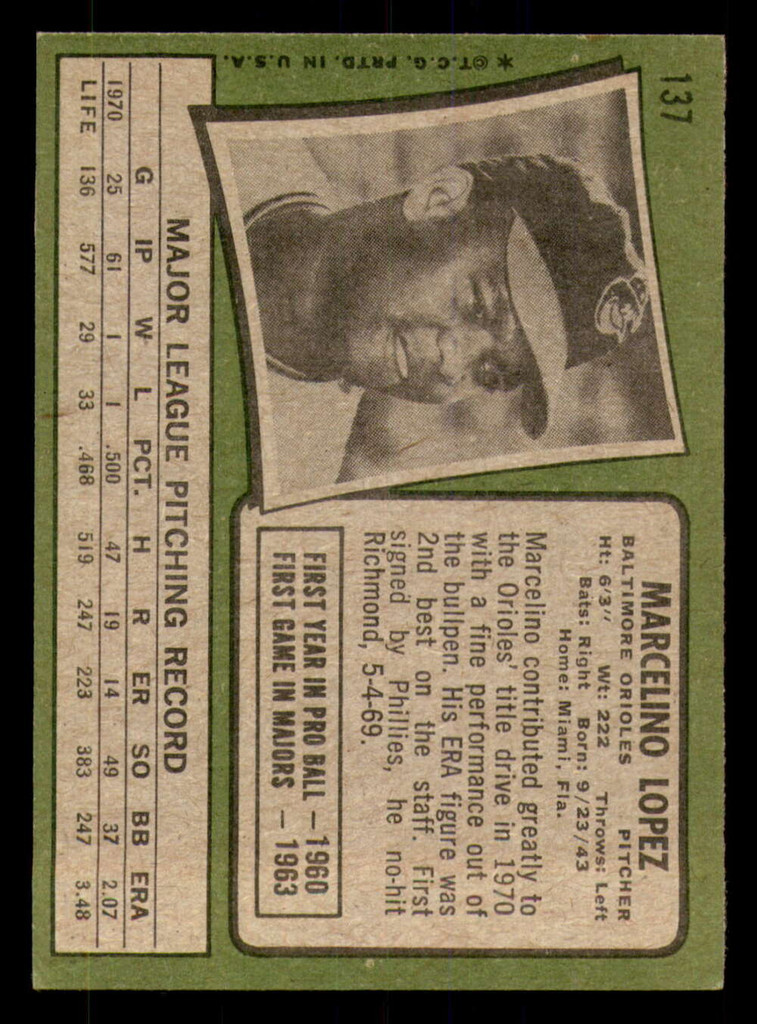 137
*©T.C.G. PRTD. IN U.S.A.
MARCELINO LOPEZ
BALTIMORE ORIOLES PITCHER
Ht: 6'3" Wt: 222 Throws: Left
Bats: Right Born: 9/23/43
Home: Miami, Fla.
Marcelino contributed greatly to
the Orioles' title drive in 1970
with a fine performance out of
the bullpen. His ERA figure was
2nd best on the staff. First
signed by Phillies, he no-hit
Richmond, 5-4-69.
FIRST YEAR IN PRO BALL — 1960
FIRST GAME IN MAJORS — 1963
MAJOR LEAGUE PITCHING RECORD
G IP W L PCT. H R ER SO BB ERA
1970 25 61 1 1 .500 47 19 14 49 37 2.07
LIFE 136 577 29 33 .468 519 247 223 383 247 3.48